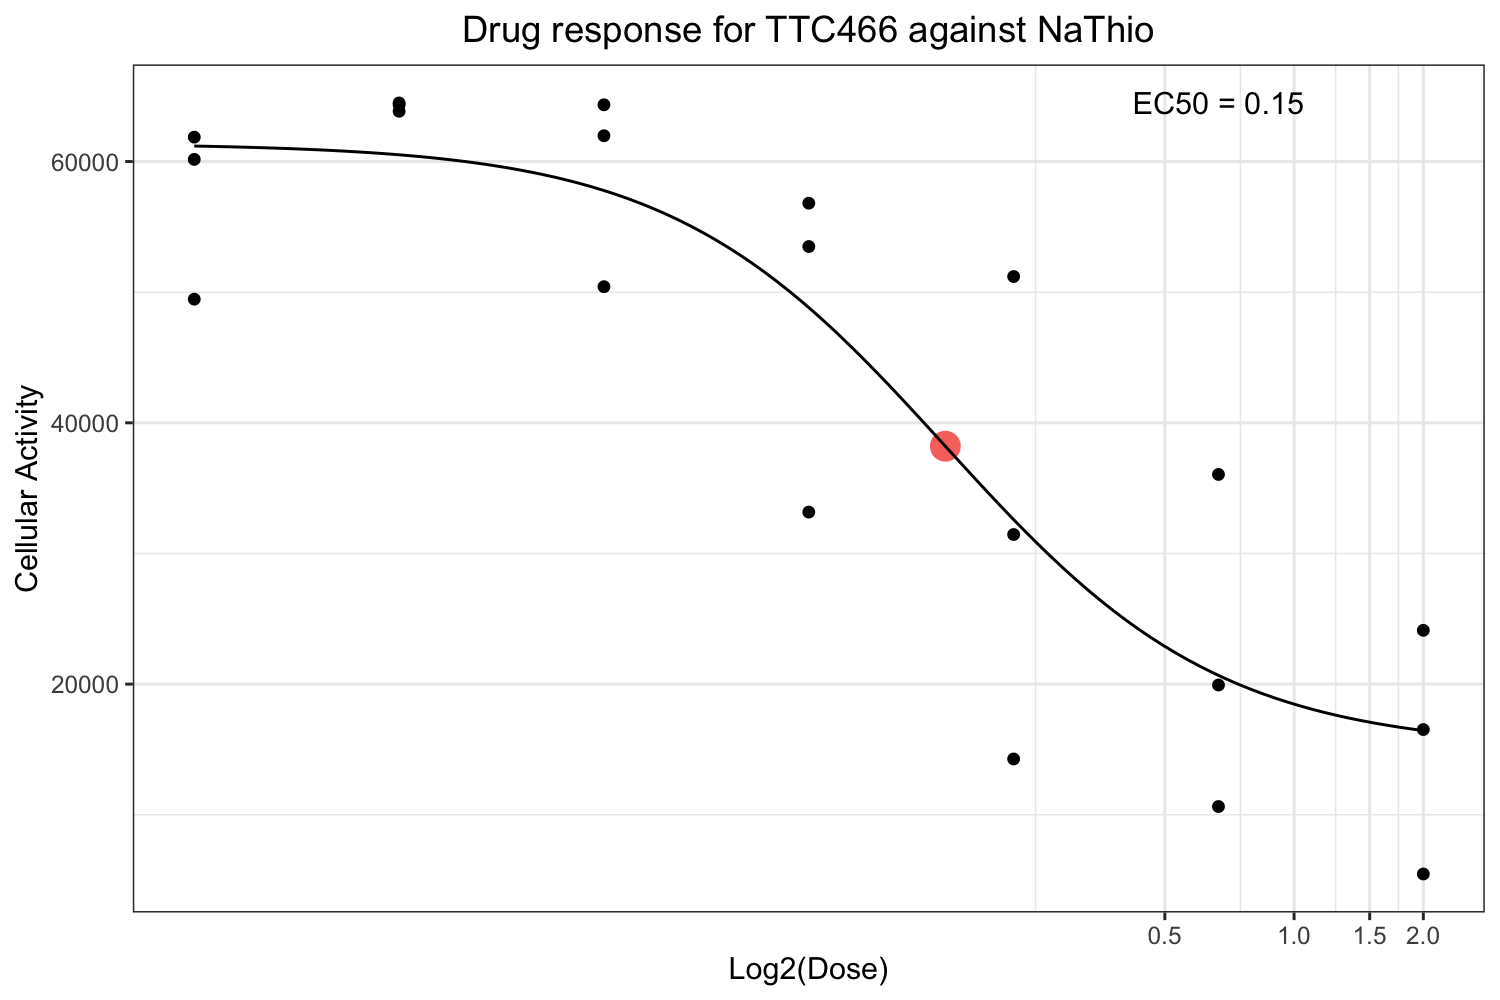 Drug response for TTC466 against NaThio
EC50 = 0.15
Cellular Activity
60000
40000
20000
0.5 1.0 1.5 2.0
Log2(Dose)